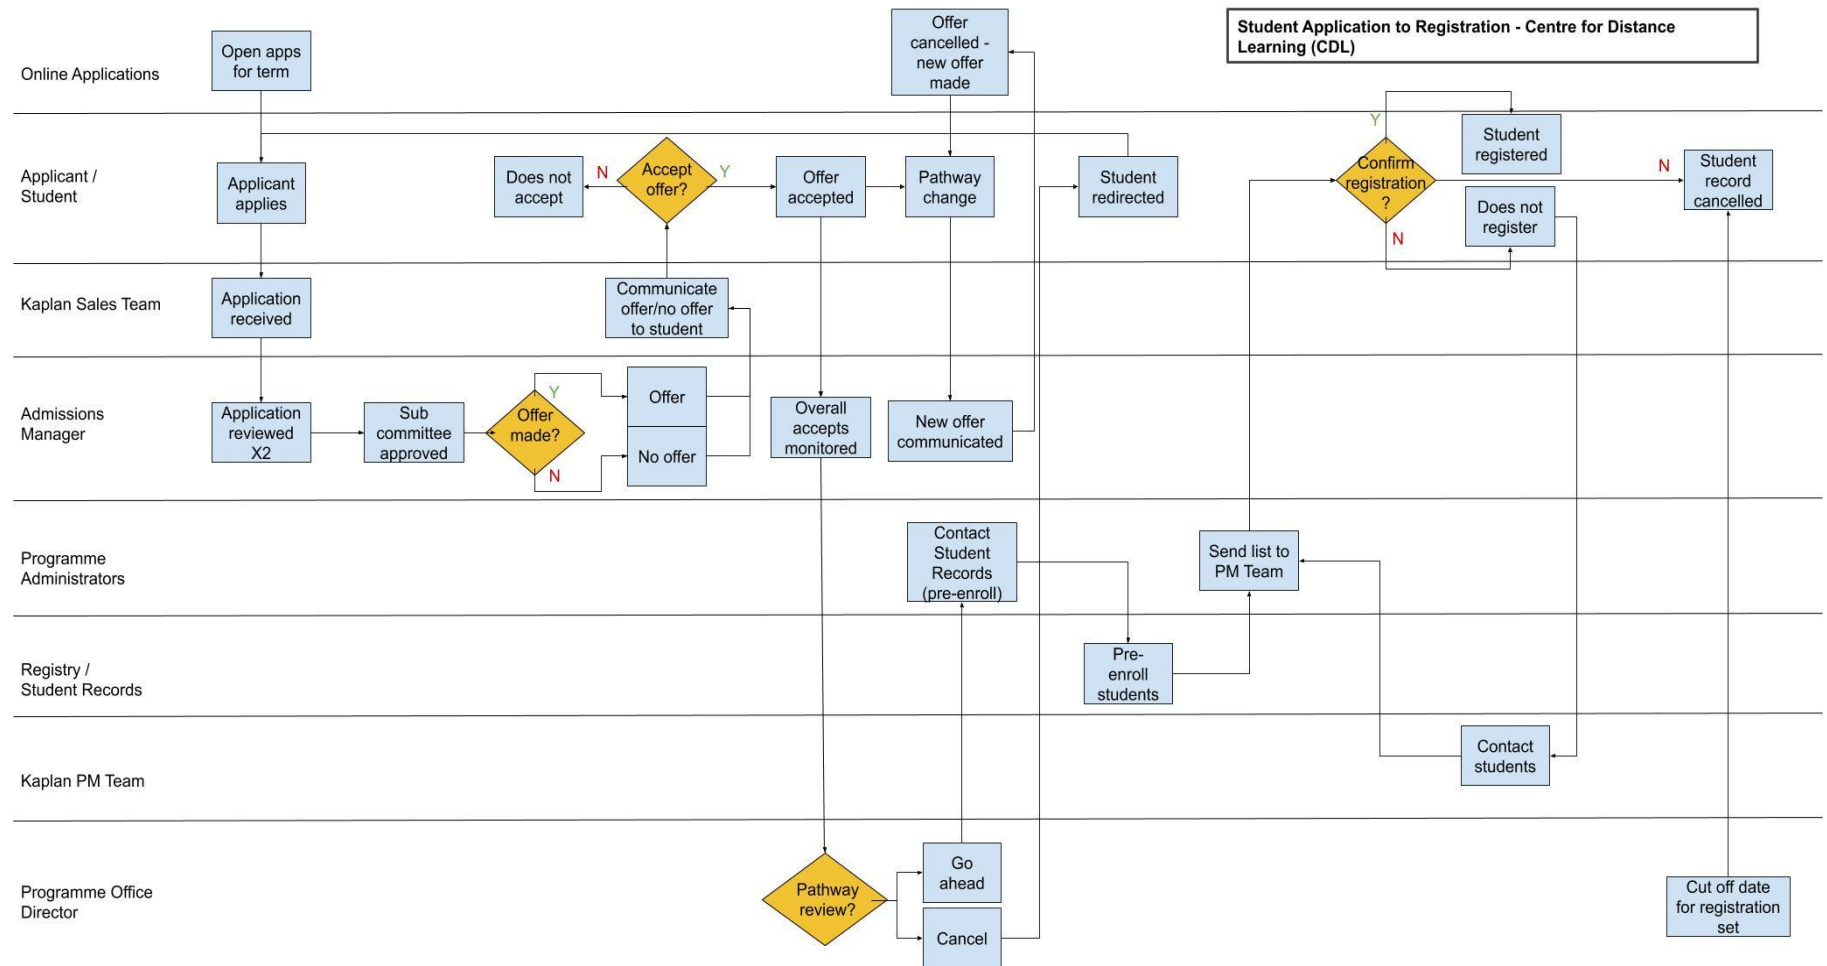 Student Application to Registration - Centre for Distance
Learning (CDL)
Online Applications
Open apps
for term
Offer
cancelled -
new offer
made
Applicant /
Student
Applicant
applies
Does not
accept
N
Accept
offer?
Y
Offer
accepted
Pathway
change
Student
redirected
Y
Confirm
registration
?
N
Student
registered
Does not
register
N
Student
record
cancelled
Kaplan Sales Team
Application
received
Communicate
offer/no offer
to student
Admissions
Manager
Application
reviewed
X2
Sub
committee
approved
Offer
made?
Y
N
Offer
No offer
Overall
accepts
monitored
New offer
communicated
Programme
Administrators
Contact
Student
Records
(pre-enroll)
Send list to
PM Team
Registry /
Student Records
Pre-
enroll
students
Kaplan PM Team
Contact
students
Programme Office
Director
Pathway
review?
Go
ahead
Cancel
Cut off date
for registration
set